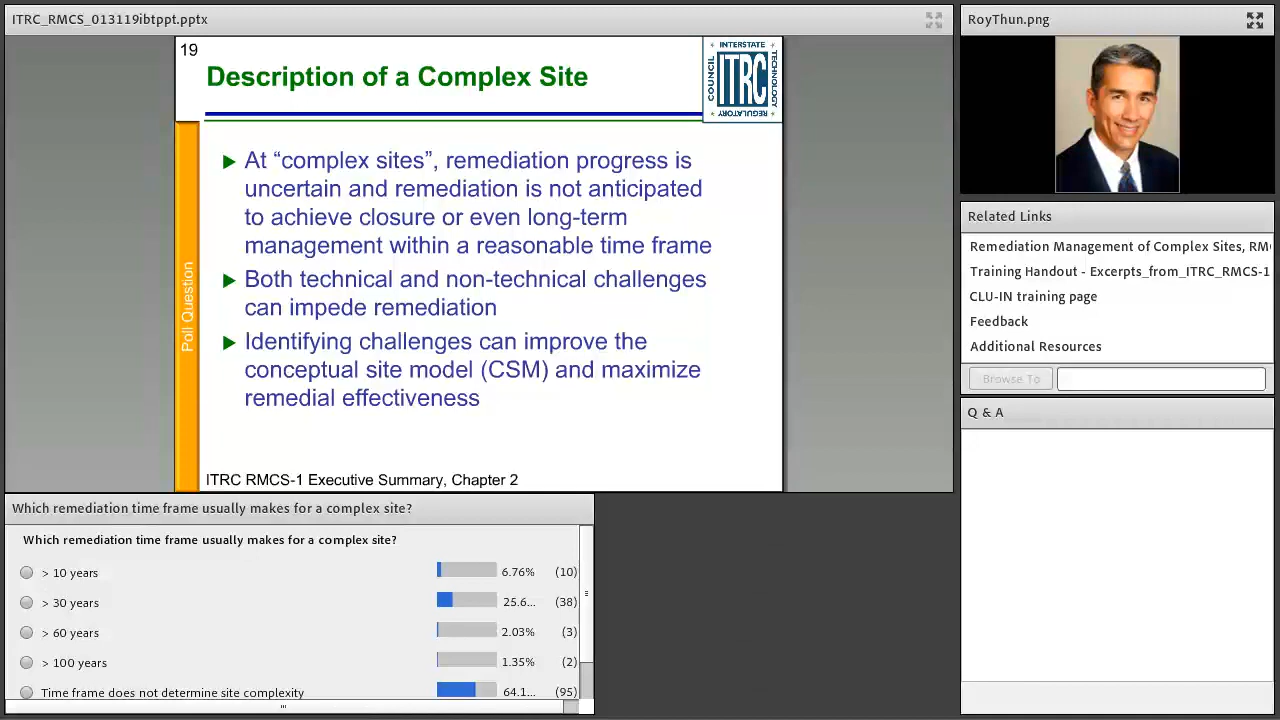 ITRC_RMCS_013119ibtppt.pptx
19
Description of a Complex Site
INTERSTATE
COUNCIL
ITRC
TECHNOLOGY
REGULATORY
Poll Question
At “complex sites”, remediation progress is
uncertain and remediation is not anticipated
to achieve closure or even long-term
management within a reasonable time frame
Both technical and non-technical challenges
can impede remediation
Identifying challenges can improve the
conceptual site model (CSM) and maximize
remedial effectiveness
ITRC RMCS-1 Executive Summary, Chapter 2
RoyThun.png
Related Links
Remediation Management of Complex Sites, RM
Training Handout - Excerpts_from_ITRC_RMCS-1
CLU-IN training page
Feedback
Additional Resources
Browse To
Q & A
Which remediation time frame usually makes for a complex site?
Which remediation time frame usually makes for a complex site?
> 10 years 6.76% (10)
> 30 years 25.6... (38)
> 60 years 2.03% (3)
> 100 years 1.35% (2)
Time frame does not determine site complexity 64.1... (95)